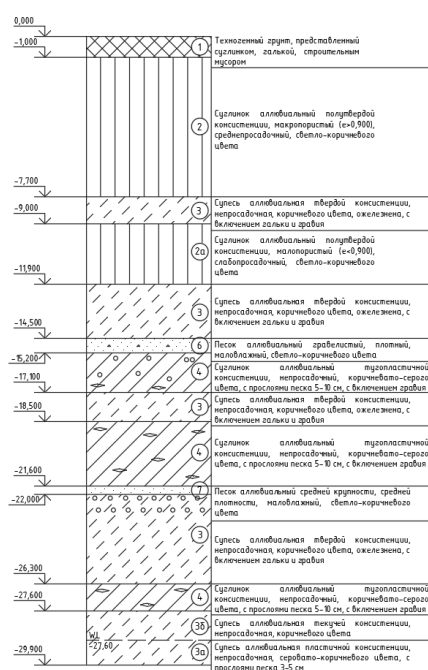 0,000
-1,000
1
Техногенный грунт, представленный
суглинком, галькой, строительным
мусором
2
Суглинок аллювиальный полутвердой
консистенции, макропористый (e>0,900),
среднепросадочный, светло-коричневого
цвета
-7,700
-9,000
3
Супесь аллювиальная твердой консистенции,
непросадочная, коричневого цвета, ожелезнена, с
включением гальки и гравия
2а
Суглинок аллювиальный полутвердой
консистенции, малопористый (e<0,900),
слабопросадочный, светло-коричневого
цвета
-11,900
3
Супесь аллювиальная твердой консистенции,
непросадочная, коричневого цвета, ожелезнена, с
включением гальки и гравия
-14,500
6
Песок аллювиальный гравелистый, плотный,
маловлажный, светло-коричневого цвета
-15,200
4
Суглинок аллювиальный тугопластичной
консистенции, непросадочный, коричневато-серого
цвета, с прослоями песка 5-10 см, с включением гравия
-17,100
3
Супесь аллювиальная твердой консистенции,
непросадочная, коричневого цвета, ожелезнена, с
включением гальки и гравия
-18,500
4
Суглинок аллювиальный тугопластичной
консистенции, непросадочный, коричневато-серого
цвета, с прослоями песка 5-10 см, с включением гравия
-21,600
7
Песок аллювиальный средней крупности, средней
плотности, маловлажный, светло-коричневого
цвета
-22,000
3
Супесь аллювиальная твердой консистенции,
непросадочная, коричневого цвета, ожелезнена, с
включением гальки и гравия
-26,300
4
Суглинок аллювиальный тугопластичной
консистенции, непросадочный, коричневато-серого
цвета, с прослоями песка 5-10 см, с включением гравия
-27,600
3б
Супесь аллювиальная текучей консистенции,
непросадочная, коричневого цвета
WL
-27,60
3а
Супесь аллювиальная пластичной консистенции,
непросадочная, серовато-коричневого цвета, с
прослоями песка 3-5 см
-29,900